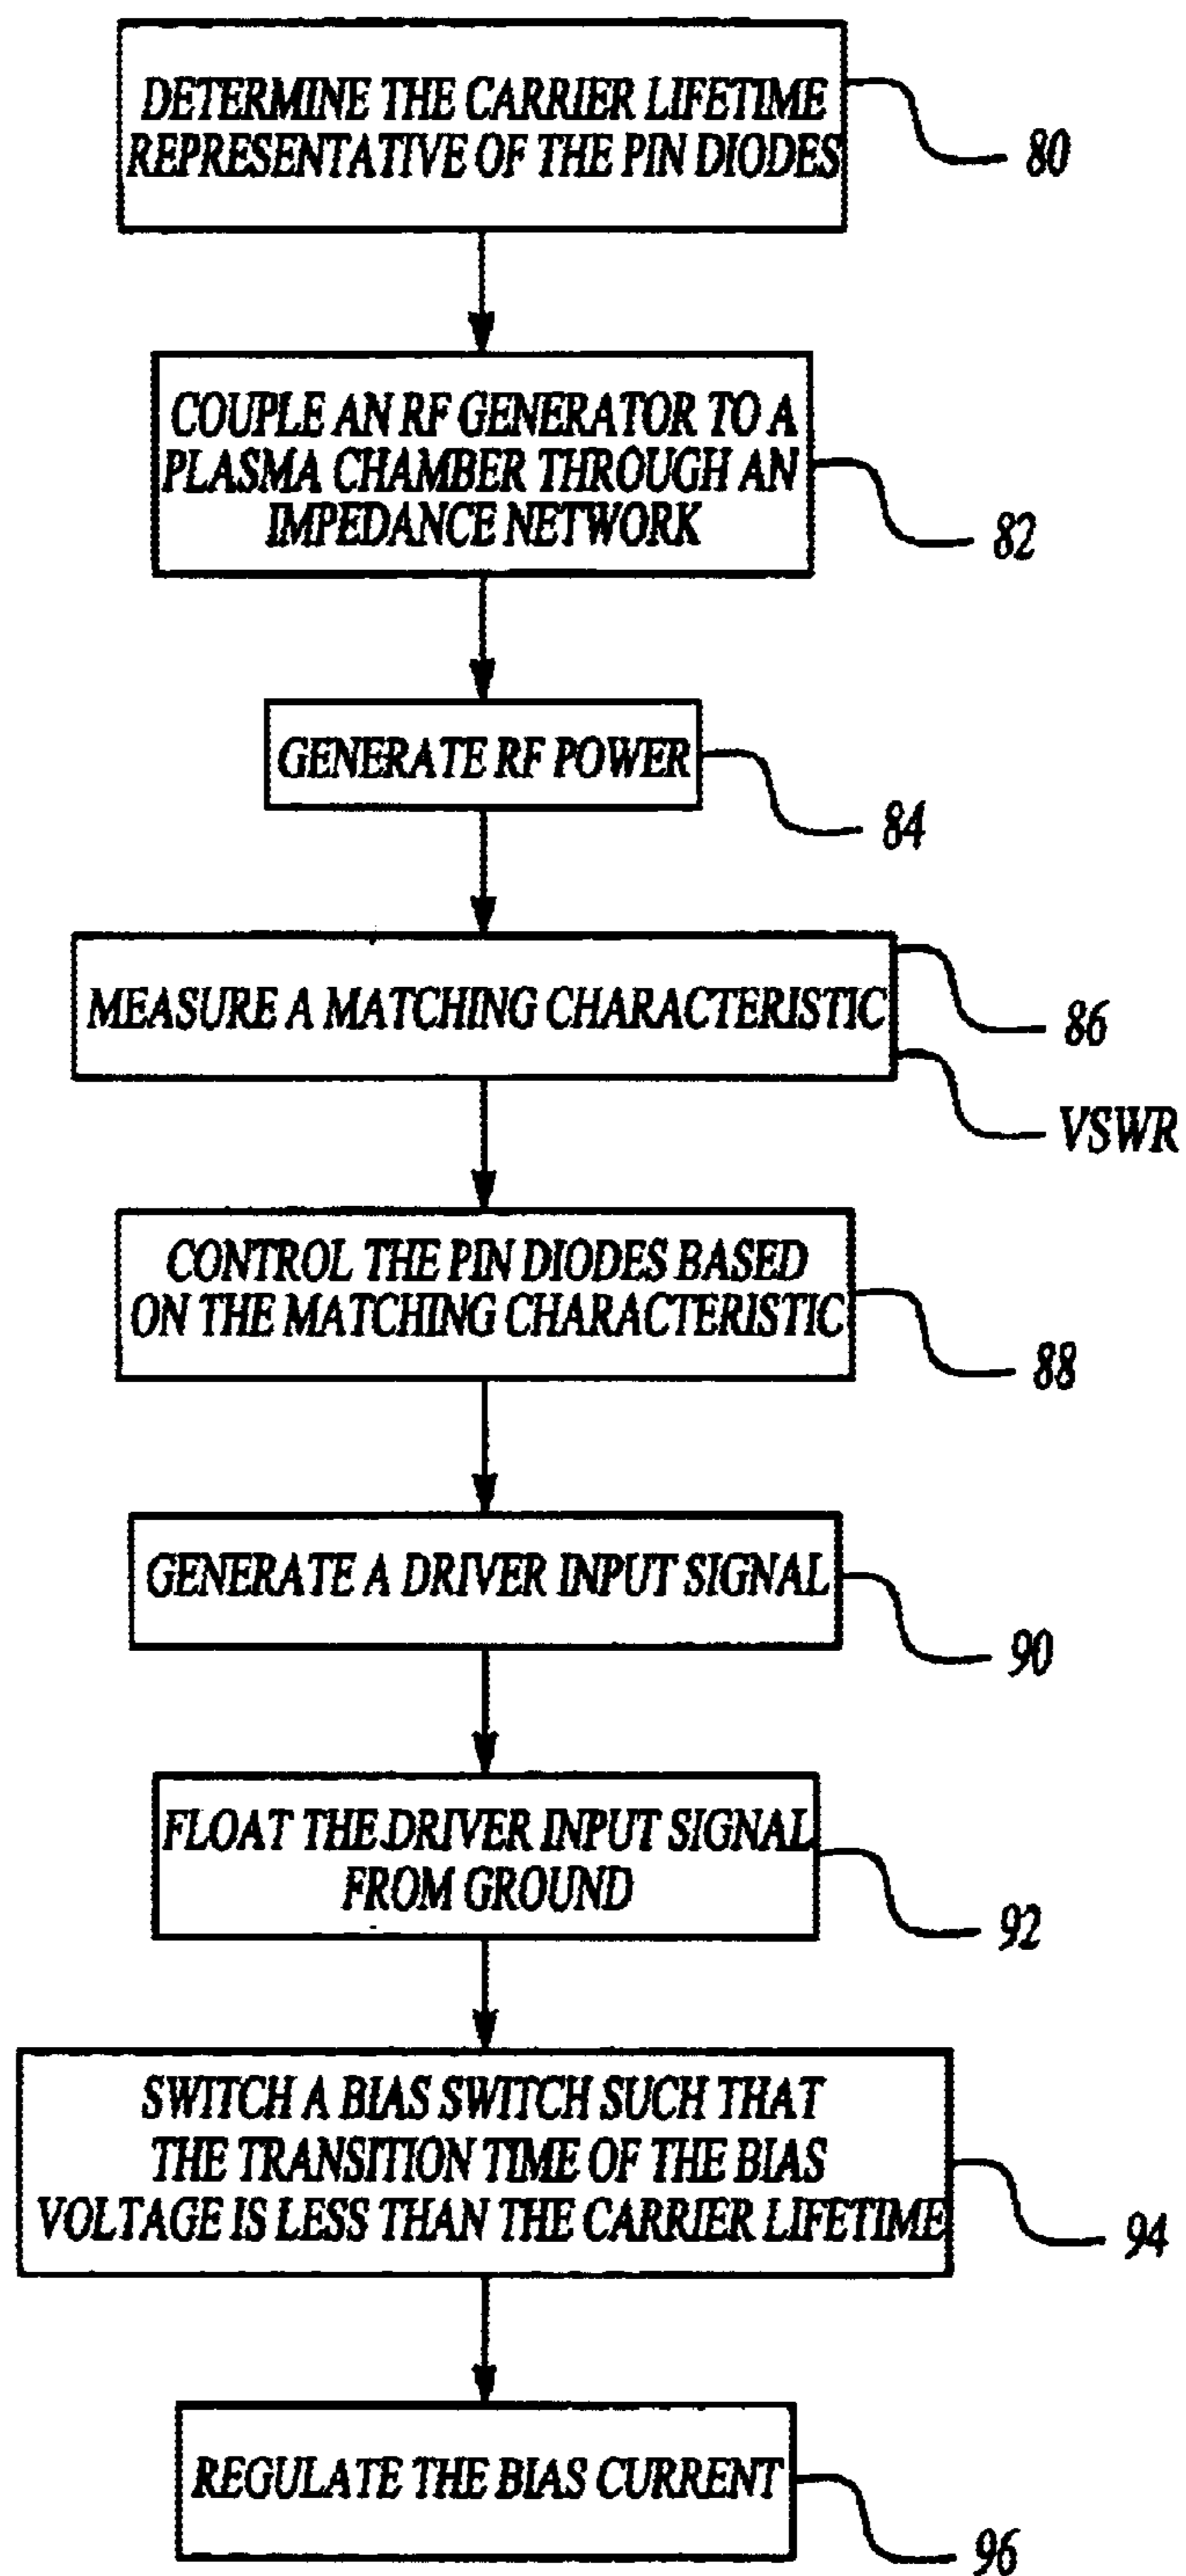 DETERMINE THE CARRIER LIFETIME
REPRESENTATIVE OF THE PIN DIODES
80
COUPLE AN RF GENERATOR TO A
PLASMA CHAMBER THROUGH AN
IMPEDANCE NETWORK
82
GENERATE RF POWER
84
MEASURE A MATCHING CHARACTERISTIC
86
VSWR
CONTROL THE PIN DIODES BASED
ON THE MATCHING CHARACTERISTIC
88
GENERATE A DRIVER INPUT SIGNAL
90
FLOAT THE DRIVER INPUT SIGNAL
FROM GROUND
92
SWITCH A BIAS SWITCH SUCH THAT
THE TRANSITION TIME OF THE BIAS
VOLTAGE IS LESS THAN THE CARRIER LIFETIME
94
REGULATE THE BIAS CURRENT
96